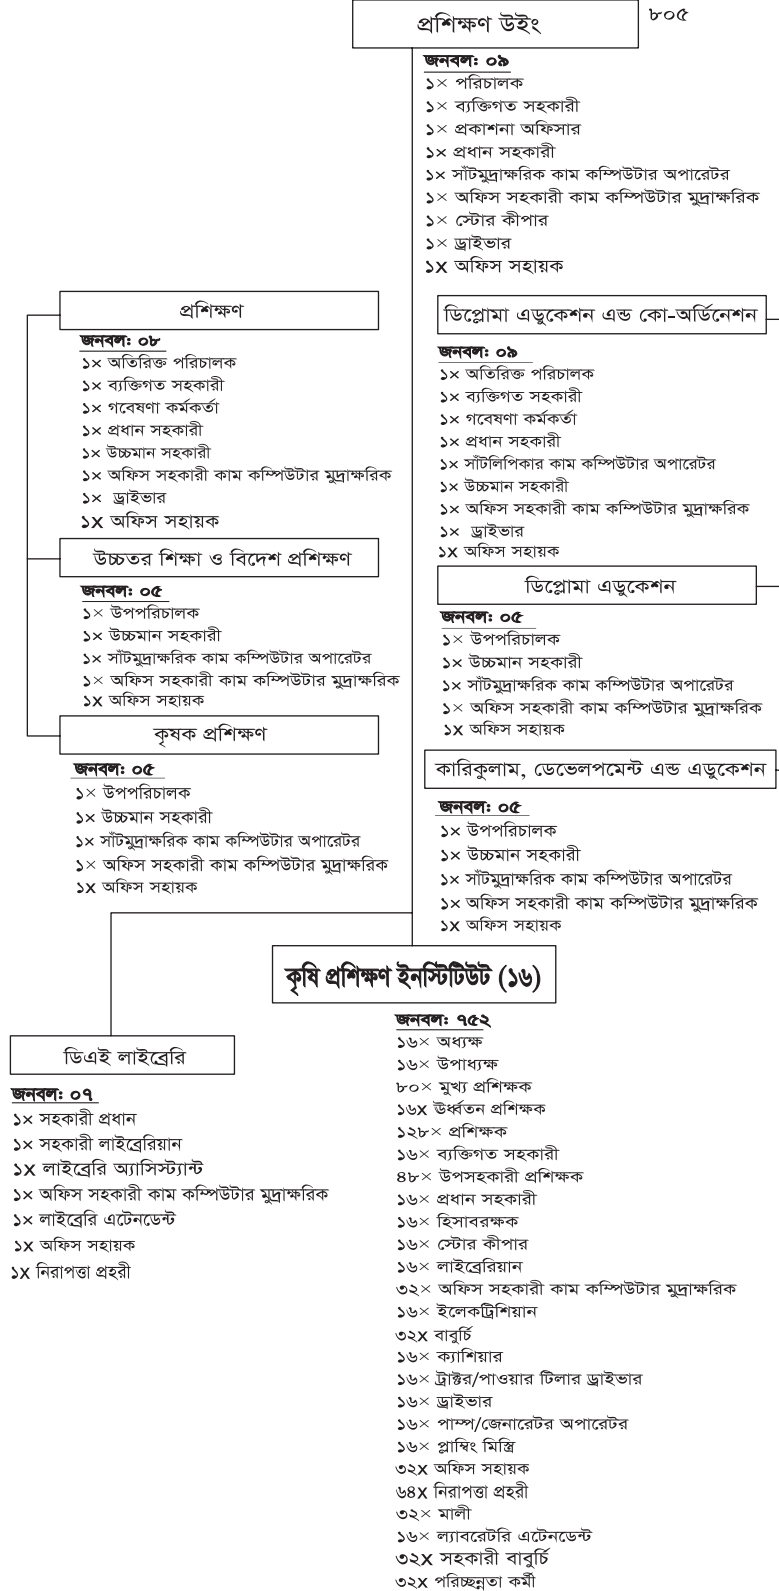 প্রশিক্ষণ উইং
৮০৫
জনবল: ০৯
১× পরিচালক
১× ব্যক্তিগত সহকারী
১× প্রকাশনা অফিসার
১× প্রধান সহকারী
১× সাঁটমুদ্রাক্ষরিক কাম কম্পিউটার অপারেটর
১× অফিস সহকারী কাম কম্পিউটার মুদ্রাক্ষরিক
১× স্টোর কীপার
১× ড্রাইভার
১X অফিস সহায়ক
প্রশিক্ষণ
জনবল: ০৮
১× অতিরিক্ত পরিচালক
১× ব্যক্তিগত সহকারী
১× গবেষণা কর্মকর্তা
১× প্রধান সহকারী
১× উচ্চমান সহকারী
১× অফিস সহকারী কাম কম্পিউটার মুদ্রাক্ষরিক
১× ড্রাইভার
১X অফিস সহায়ক
উচ্চতর শিক্ষা ও বিদেশ প্রশিক্ষণ
জনবল: ০৫
১× উপপরিচালক
১× উচ্চমান সহকারী
১× সাঁটমুদ্রাক্ষরিক কাম কম্পিউটার অপারেটর
১× অফিস সহকারী কাম কম্পিউটার মুদ্রাক্ষরিক
১X অফিস সহায়ক
কৃষক প্রশিক্ষণ
জনবল: ০৫
১× উপপরিচালক
১× উচ্চমান সহকারী
১× সাঁটমুদ্রাক্ষরিক কাম কম্পিউটার অপারেটর
১× অফিস সহকারী কাম কম্পিউটার মুদ্রাক্ষরিক
১X অফিস সহায়ক
ডিপ্লোমা এডুকেশন এন্ড কো-অর্ডিনেশন
জনবল: ০৯
১× অতিরিক্ত পরিচালক
১× ব্যক্তিগত সহকারী
১× গবেষণা কর্মকর্তা
১× প্রধান সহকারী
১× সাঁটলিপিকার কাম কম্পিউটার অপারেটর
১× উচ্চমান সহকারী
১× অফিস সহকারী কাম কম্পিউটার মুদ্রাক্ষরিক
১× ড্রাইভার
১X অফিস সহায়ক
ডিপ্লোমা এডুকেশন
জনবল: ০৫
১× উপপরিচালক
১× উচ্চমান সহকারী
১× সাঁটমুদ্রাক্ষরিক কাম কম্পিউটার অপারেটর
১× অফিস সহকারী কাম কম্পিউটার মুদ্রাক্ষরিক
১X অফিস সহায়ক
কারিকুলাম, ডেভেলপমেন্ট এন্ড এডুকেশন
জনবল: ০৫
১× উপপরিচালক
১× উচ্চমান সহকারী
১× সাঁটমুদ্রাক্ষরিক কাম কম্পিউটার অপারেটর
১× অফিস সহকারী কাম কম্পিউটার মুদ্রাক্ষরিক
১X অফিস সহায়ক
ডিএই লাইব্রেরি
জনবল: ০৭
১× সহকারী প্রধান
১× সহকারী লাইব্রেরিয়ান
১X লাইব্রেরি অ্যাসিস্ট্যান্ট
১× অফিস সহকারী কাম কম্পিউটার মুদ্রাক্ষরিক
১× লাইব্রেরি এটেনডেন্ট
১X অফিস সহায়ক
১X নিরাপত্তা প্রহরী
কৃষি প্রশিক্ষণ ইনস্টিটিউট (১৬)
জনবল: ৭৫২
১৬× অধ্যক্ষ
১৬× উপাধ্যক্ষ
৮০× মুখ্য প্রশিক্ষক
১৬X ঊর্ধ্বতন প্রশিক্ষক
১২৮× প্রশিক্ষক
১৬× ব্যক্তিগত সহকারী
৪৮× উপসহকারী প্রশিক্ষক
১৬× প্রধান সহকারী
১৬× হিসাবরক্ষক
১৬× স্টোর কীপার
১৬× লাইব্রেরিয়ান
৩২× অফিস সহকারী কাম কম্পিউটার মুদ্রাক্ষরিক
১৬× ইলেকট্রিশিয়ান
৩২X বাবুর্চি
১৬× ক্যাশিয়ার
১৬× ট্রাক্টর/পাওয়ার টিলার ড্রাইভার
১৬× ড্রাইভার
১৬× পাম্প/জেনারেটর অপারেটর
১৬× প্লাম্বিং মিস্ত্রি
৩২X অফিস সহায়ক
৬৪X নিরাপত্তা প্রহরী
৩২× মালী
১৬× ল্যাবরেটরি এটেনডেন্ট
৩২X সহকারী বাবুর্চি
৩২X পরিচ্ছন্নতা কর্মী